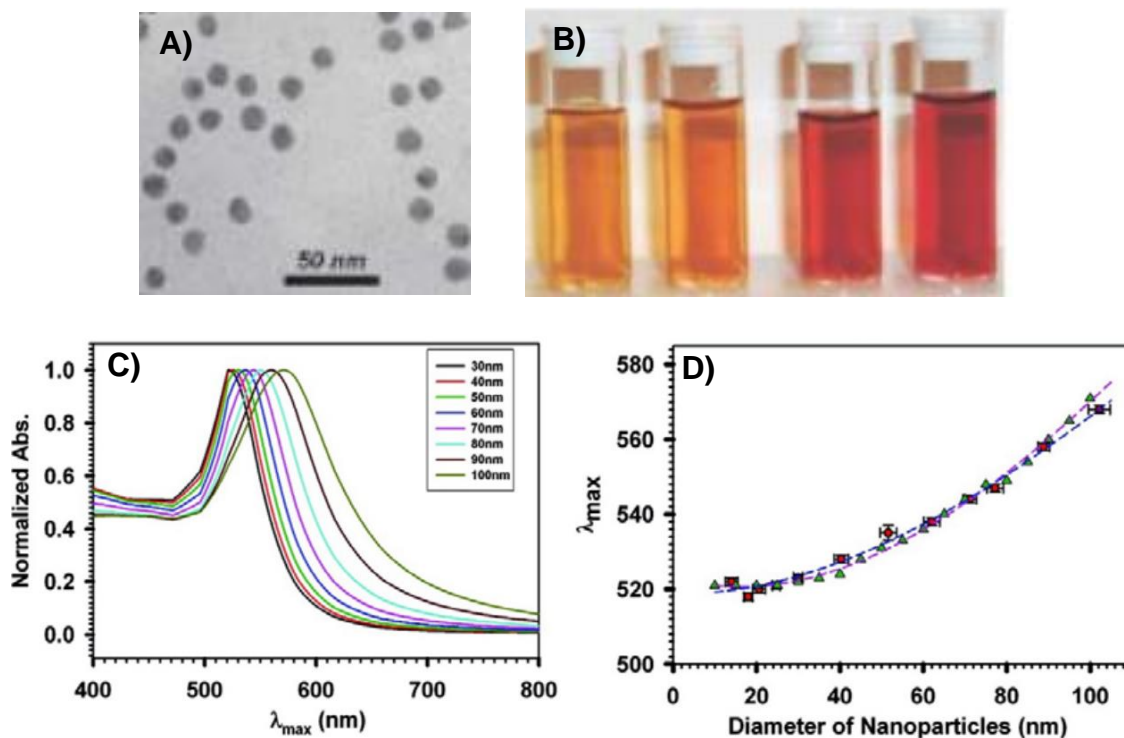 A)
50 nm
B)
C)
Normalized Abs.
1.0
0.8
0.6
0.4
0.2
0.0
400
500
600
700
800
λmax (nm)
30nm
40nm
50nm
60nm
70nm
80nm
90nm
100nm
D)
λmax
580
560
540
520
500
0
20
40
60
80
100
Diameter of Nanoparticles (nm)